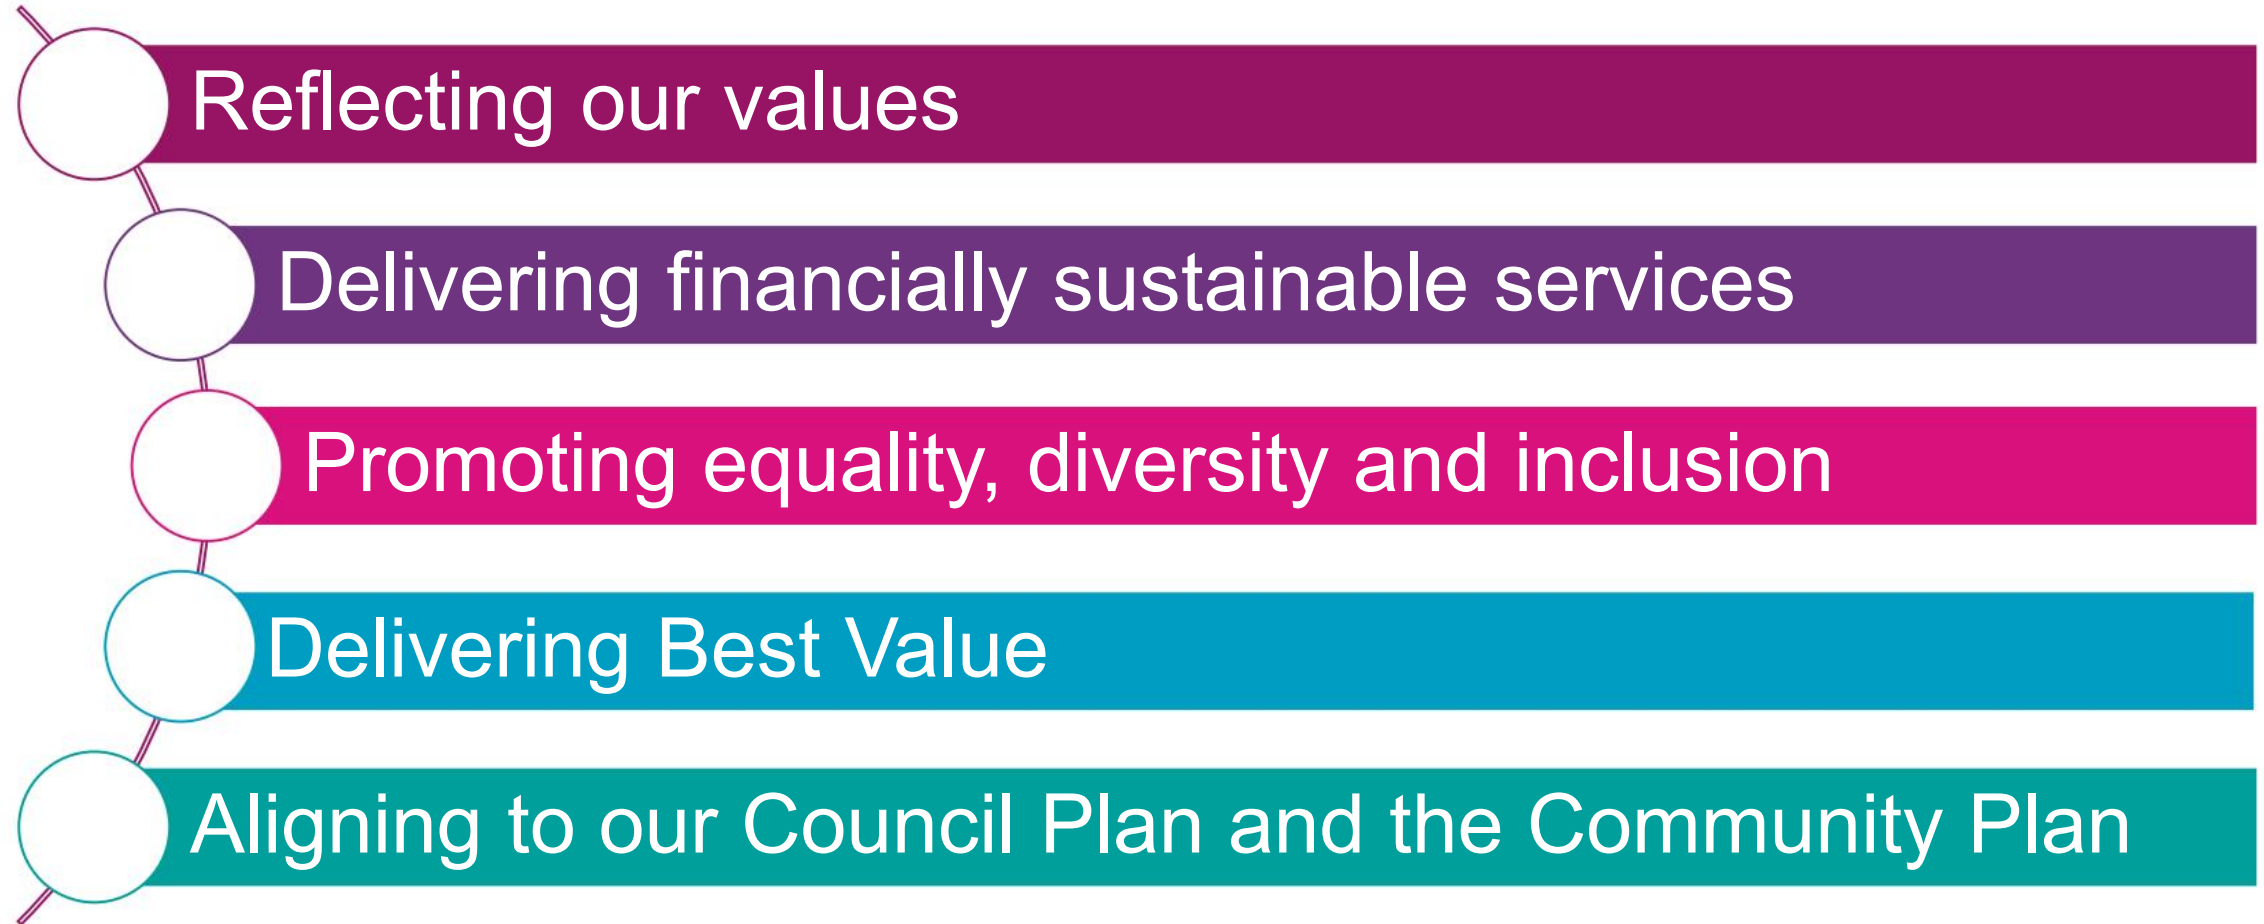 Reflecting our values
Delivering financially sustainable services
Promoting equality, diversity and inclusion
Delivering Best Value
Aligning to our Council Plan and the Community Plan